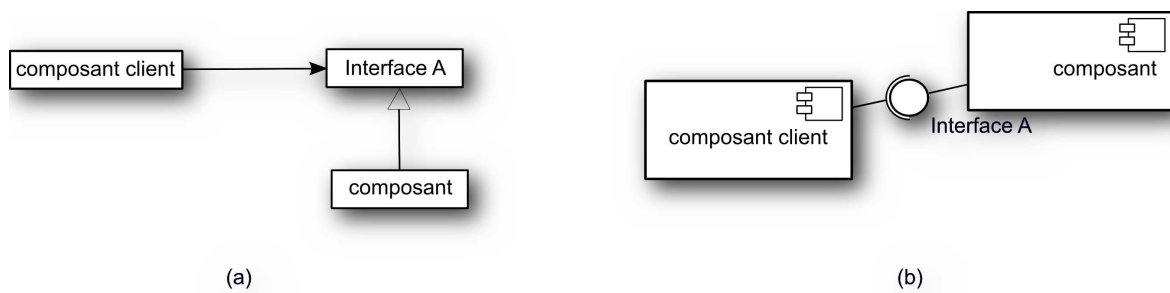 composant client
Interface A
composant
(a)
composant
composant client
Interface A
(b)